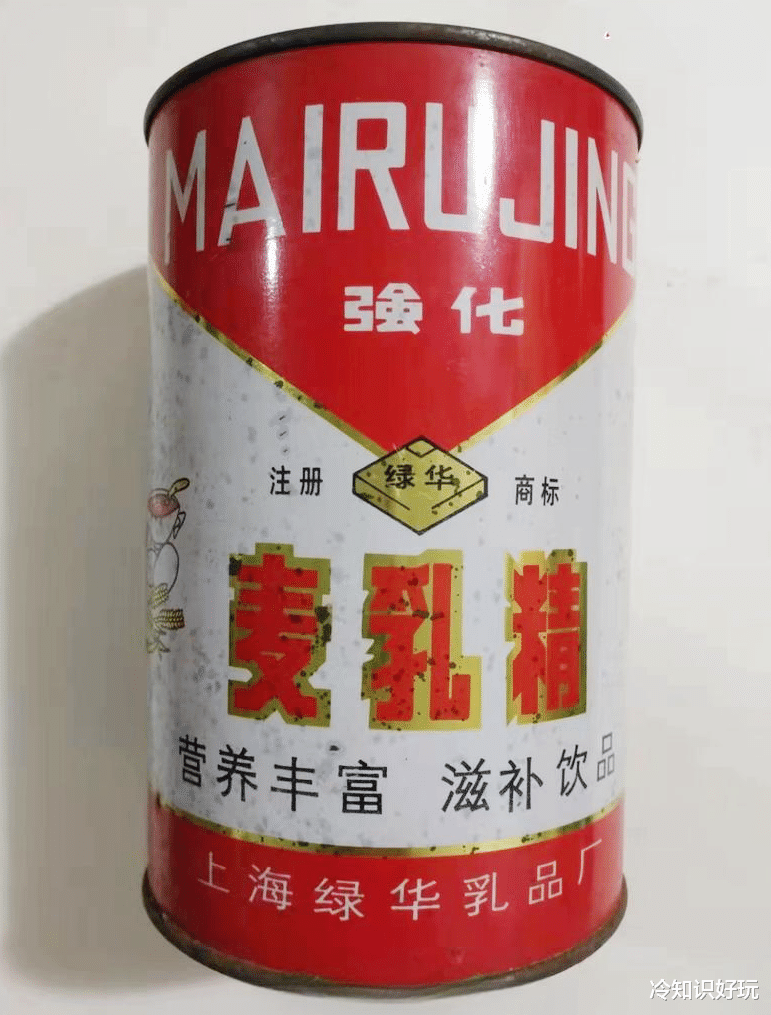 MAIRUJING
強化
注册 绿华 商标
麦乳精
营养丰富 滋补饮品
上海绿华乳品厂
冷知识好玩